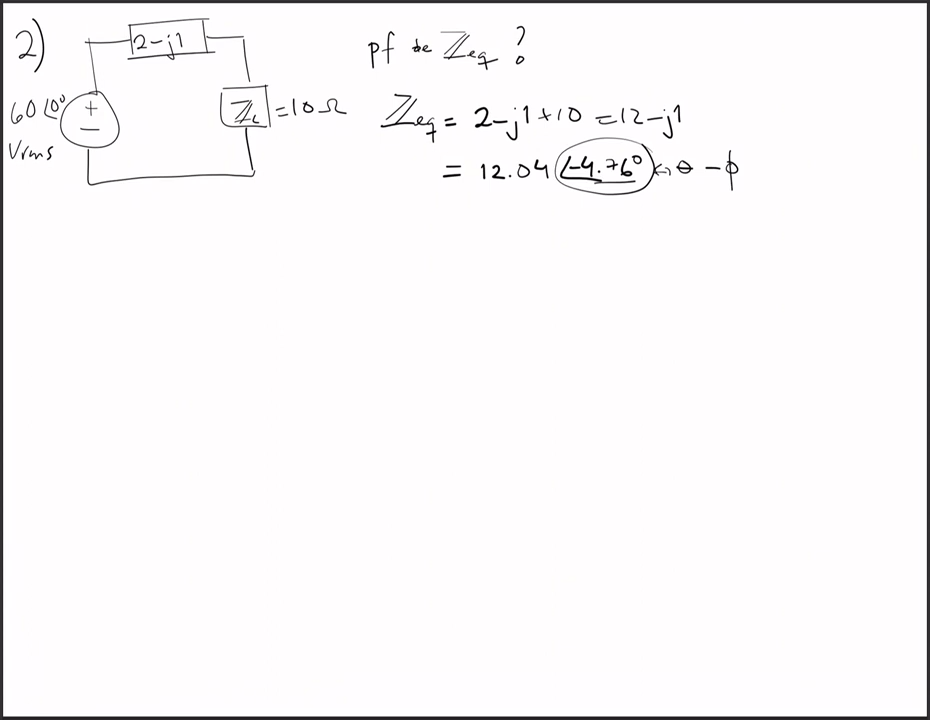 2)
2-j1
60∠0°
Vrms
+
−
Z_L = 10Ω
pf de Zeq ?
Zeq = 2-j1+10 = 12-j1
= 12.04 ∠-4.76° ↔ θ - ϕ